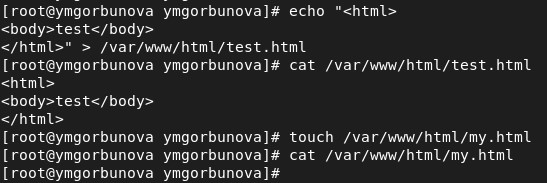 [root@ymgorbunova ymgorbunova]# echo "<html>
<body>test</body>
</html>" > /var/www/html/test.html
[root@ymgorbunova ymgorbunova]# cat /var/www/html/test.html
<html>
<body>test</body>
</html>
[root@ymgorbunova ymgorbunova]# touch /var/www/html/my.html
[root@ymgorbunova ymgorbunova]# cat /var/www/html/my.html
[root@ymgorbunova ymgorbunova]#